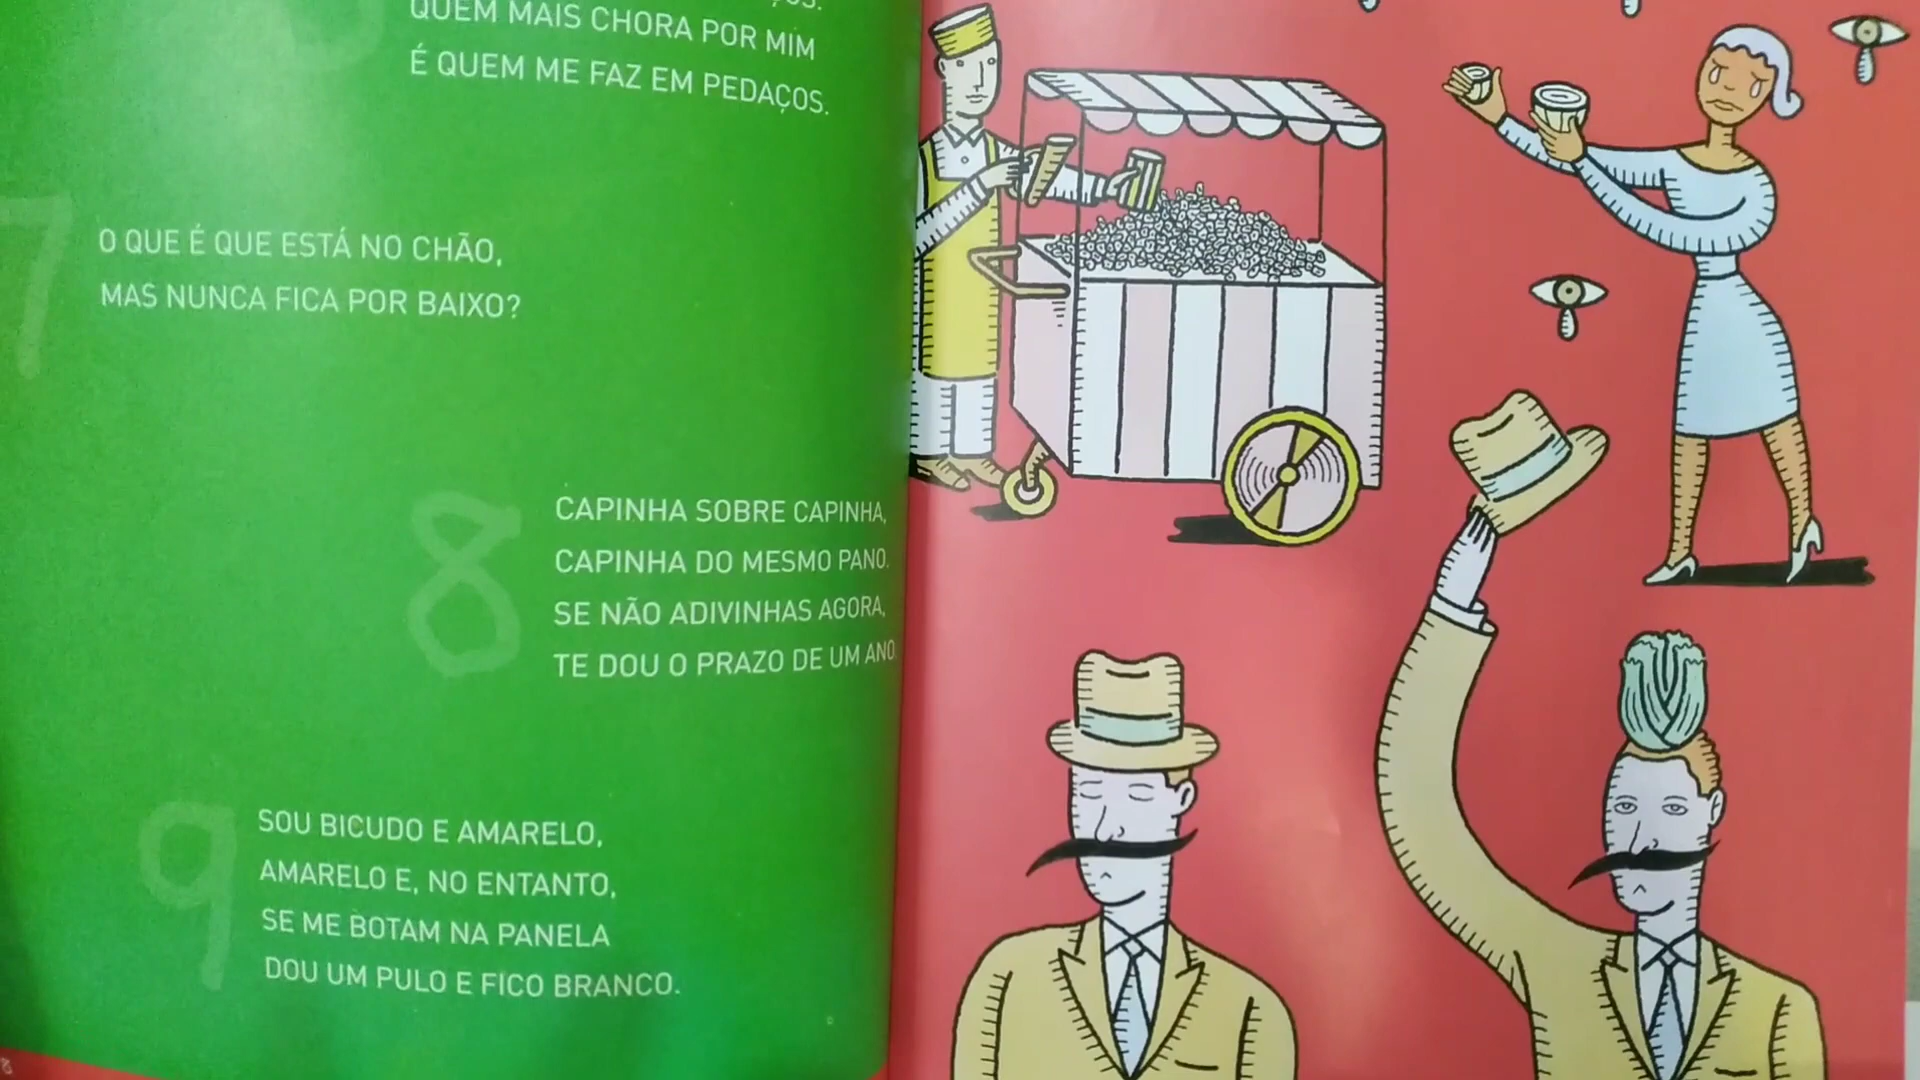 QUEM MAIS CHORA POR MIM
É QUEM ME FAZ EM PEDAÇOS.
7
O QUE É QUE ESTÁ NO CHÃO,
MAS NUNCA FICA POR BAIXO?
8
CAPINHA SOBRE CAPINHA,
CAPINHA DO MESMO PANO.
SE NÃO ADIVINHAS AGORA,
TE DOU O PRAZO DE UM ANO.
9
SOU BICUDO E AMARELO,
AMARELO E, NO ENTANTO,
SE ME BOTAM NA PANELA
DOU UM PULO E FICO BRANCO.